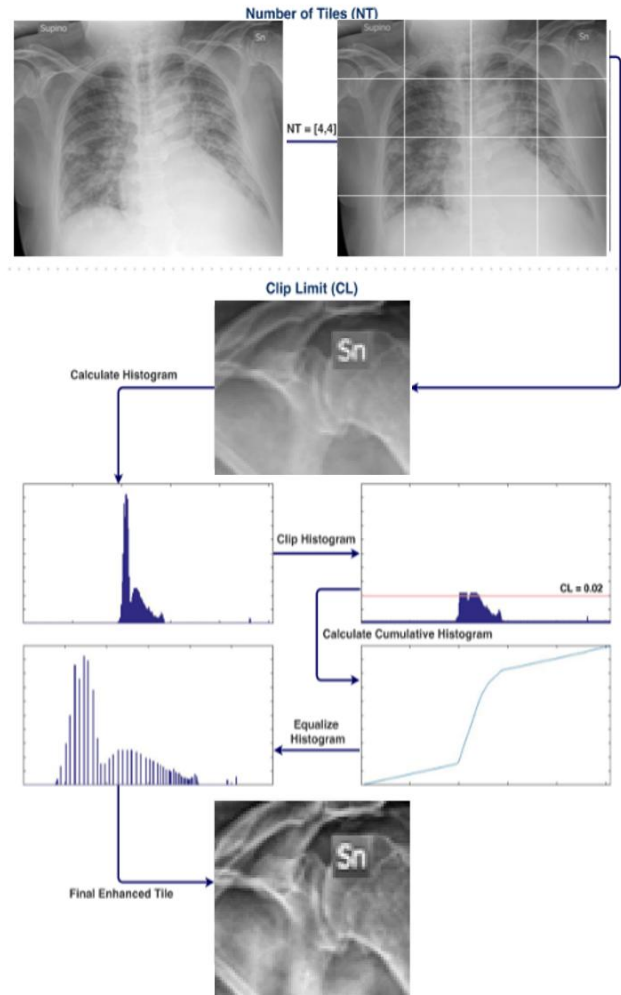 Number of Tiles (NT)
Supino
Sn
Supino
Sn
NT = [4,4]
Clip Limit (CL)
Sn
Calculate Histogram
Clip Histogram
CL = 0.02
Calculate Cumulative Histogram
Equalize
Histogram
Sn
Final Enhanced Tile